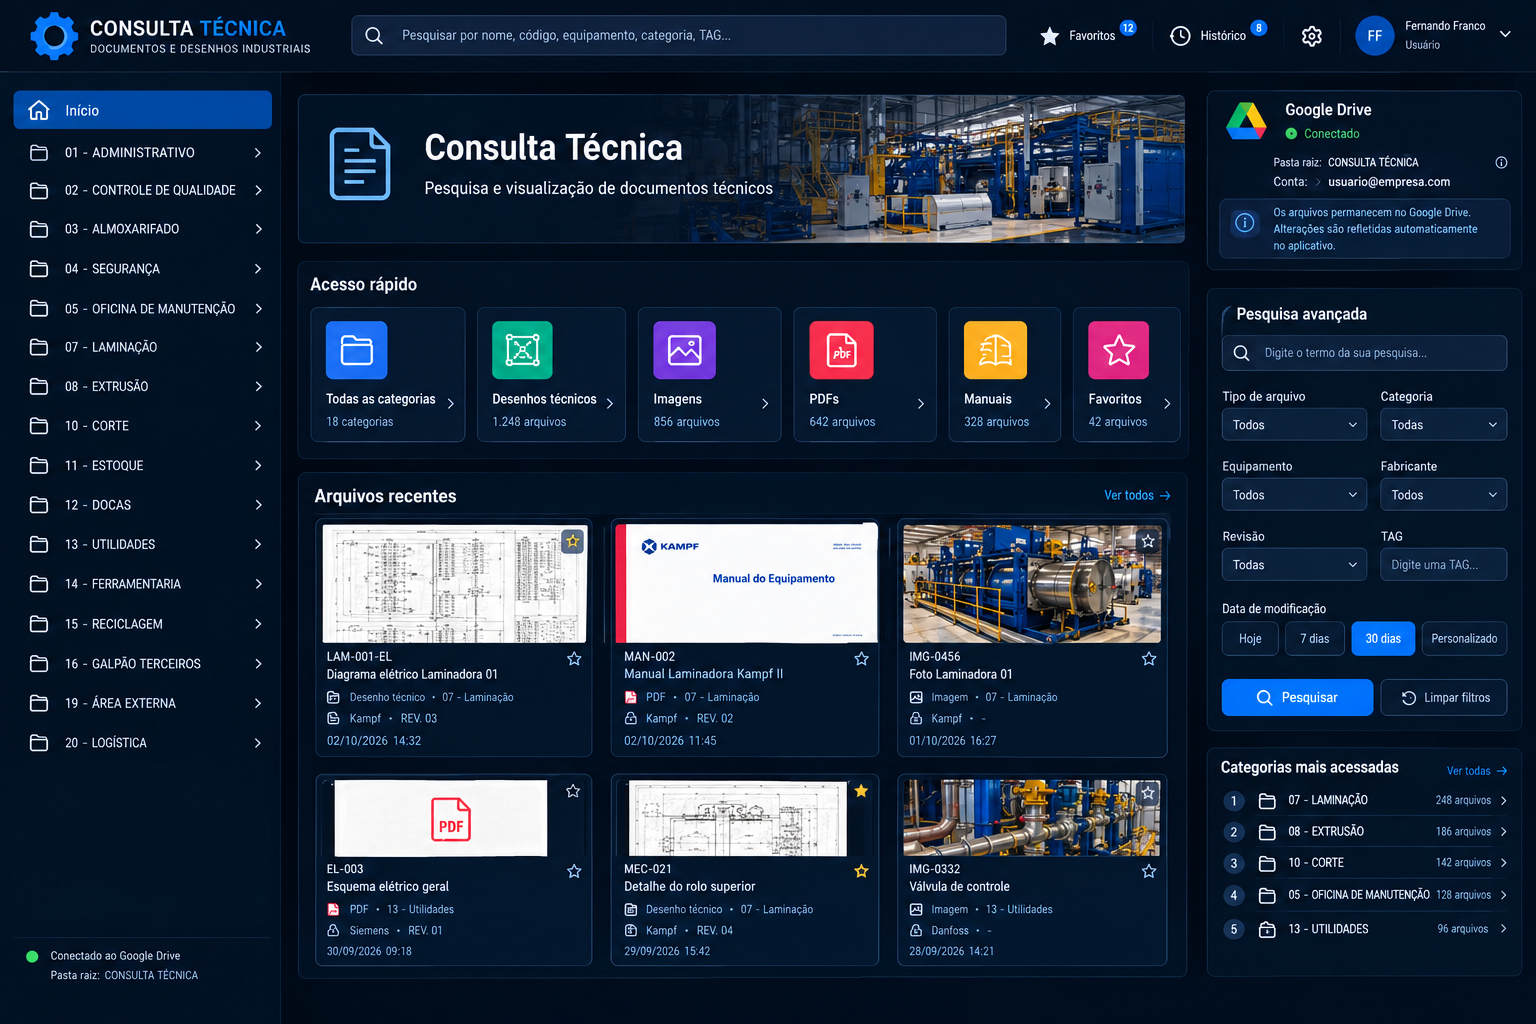 CONSULTA TÉCNICA
DOCUMENTOS E DESENHOS INDUSTRIAIS
Pesquisar por nome, código, equipamento, categoria, TAG...
Favoritos 12
Histórico 8
FF
Fernando Franco
Usuário
Início
01 - ADMINISTRATIVO
02 - CONTROLE DE QUALIDADE
03 - ALMOXARIFADO
04 - SEGURANÇA
05 - OFICINA DE MANUTENÇÃO
07 - LAMINAÇÃO
08 - EXTRUSÃO
10 - CORTE
11 - ESTOQUE
12 - DOCAS
13 - UTILIDADES
14 - FERRAMENTARIA
15 - RECICLAGEM
16 - GALPÃO TERCEIROS
19 - ÁREA EXTERNA
20 - LOGÍSTICA
Conectado ao Google Drive
Pasta raiz: CONSULTA TÉCNICA
Consulta Técnica
Pesquisa e visualização de documentos técnicos
Acesso rápido
Todas as categorias
18 categorias
Desenhos técnicos
1.248 arquivos
Imagens
856 arquivos
PDF
PDFs
642 arquivos
Manuais
328 arquivos
Favoritos
42 arquivos
Arquivos recentes
Ver todos →
LAM-001-EL
Diagrama elétrico Laminadora 01
Desenho técnico • 07 - Laminação
Kampf • REV. 03
02/10/2026 14:32
KAMPF
Manual do Equipamento
MAN-002
Manual Laminadora Kampf II
PDF • 07 - Laminação
Kampf • REV. 02
02/10/2026 11:45
IMG-0456
Foto Laminadora 01
Imagem • 07 - Laminação
Kampf • -
01/10/2026 16:27
PDF
EL-003
Esquema elétrico geral
PDF • 13 - Utilidades
Siemens • REV. 01
30/09/2026 09:18
MEC-021
Detalhe do rolo superior
Desenho técnico • 07 - Laminação
Kampf • REV. 04
29/09/2026 15:42
IMG-0332
Válvula de controle
Imagem • 13 - Utilidades
Danfoss • -
28/09/2026 14:21
Google Drive
Conectado
Pasta raiz: CONSULTA TÉCNICA
Conta: > usuario@empresa.com
Os arquivos permanecem no Google Drive.
Alterações são refletidas automaticamente
no aplicativo.
Pesquisa avançada
Digite o termo da sua pesquisa...
Tipo de arquivo
Todos
Categoria
Todas
Equipamento
Todos
Fabricante
Todos
Revisão
Todas
TAG
Digite uma TAG...
Data de modificação
Hoje
7 dias
30 dias
Personalizado
Pesquisar
Limpar filtros
Categorias mais acessadas
Ver todas →
1 07 - LAMINAÇÃO 248 arquivos
2 08 - EXTRUSÃO 186 arquivos
3 10 - CORTE 142 arquivos
4 05 - OFICINA DE MANUTENÇÃO 128 arquivos
5 13 - UTILIDADES 96 arquivos